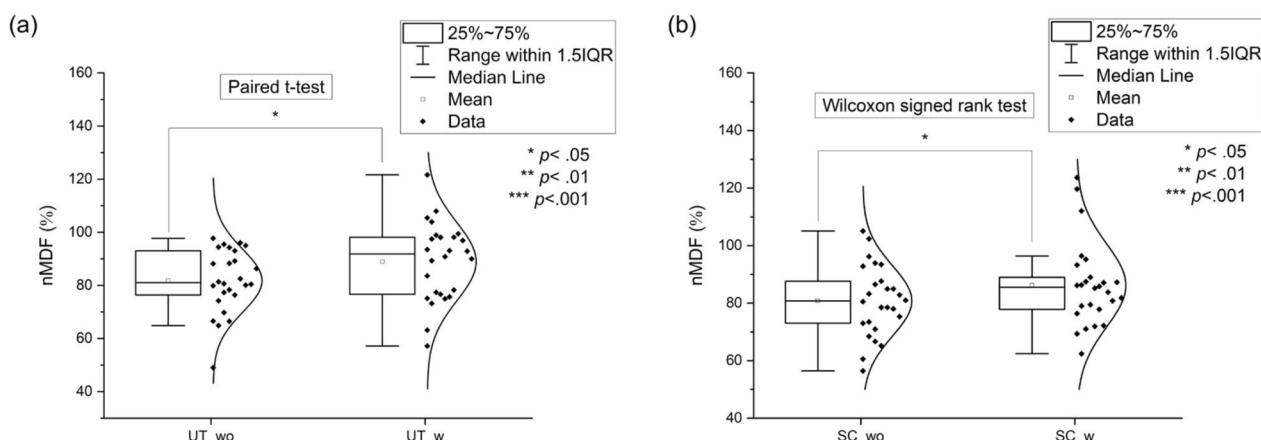 (a)
25%~75%
Range within 1.5IQR
Median Line
Mean
Data
Paired t-test
*
* p< .05
** p< .01
*** p<.001
nMDF (%)
160
140
120
100
80
60
40
UT_wo
UT_w
(b)
25%~75%
Range within 1.5IQR
Median Line
Mean
Data
Wilcoxon signed rank test
*
* p< .05
** p< .01
*** p<.001
nMDF (%)
160
140
120
100
80
60
40
SC_wo
SC_w